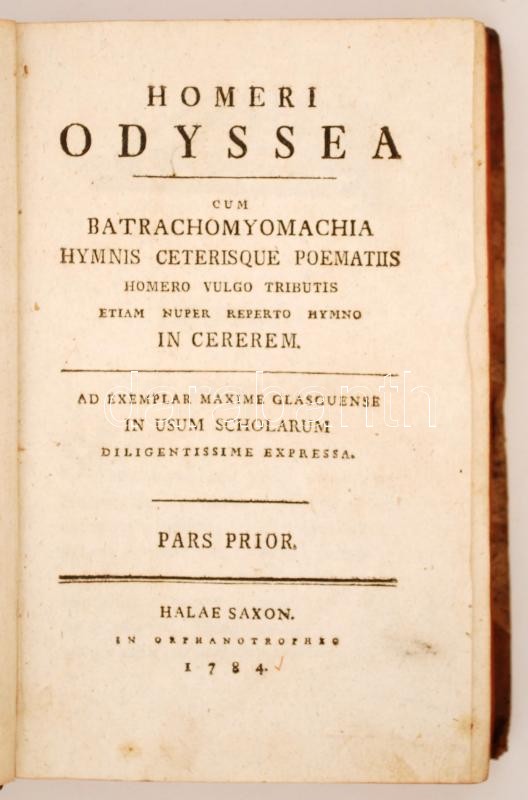 HOMERI
ODYSSEA
CUM
BATRACHOMYOMACHIA
HYMNIS CETERISQUE POEMATIIS
HOMERO VULGO TRIBUTIS
ETIAM NUPER REPERTO HYMNO
IN CEREREM.
darabanth
AD EXEMPLAR MAXIME GLASGUENSE
IN USUM SCHOLARUM
DILIGENTISSIME EXPRESSA.
PARS PRIOR.
HALAE SAXON.
IN ORPHANOTROPHEO
1784.